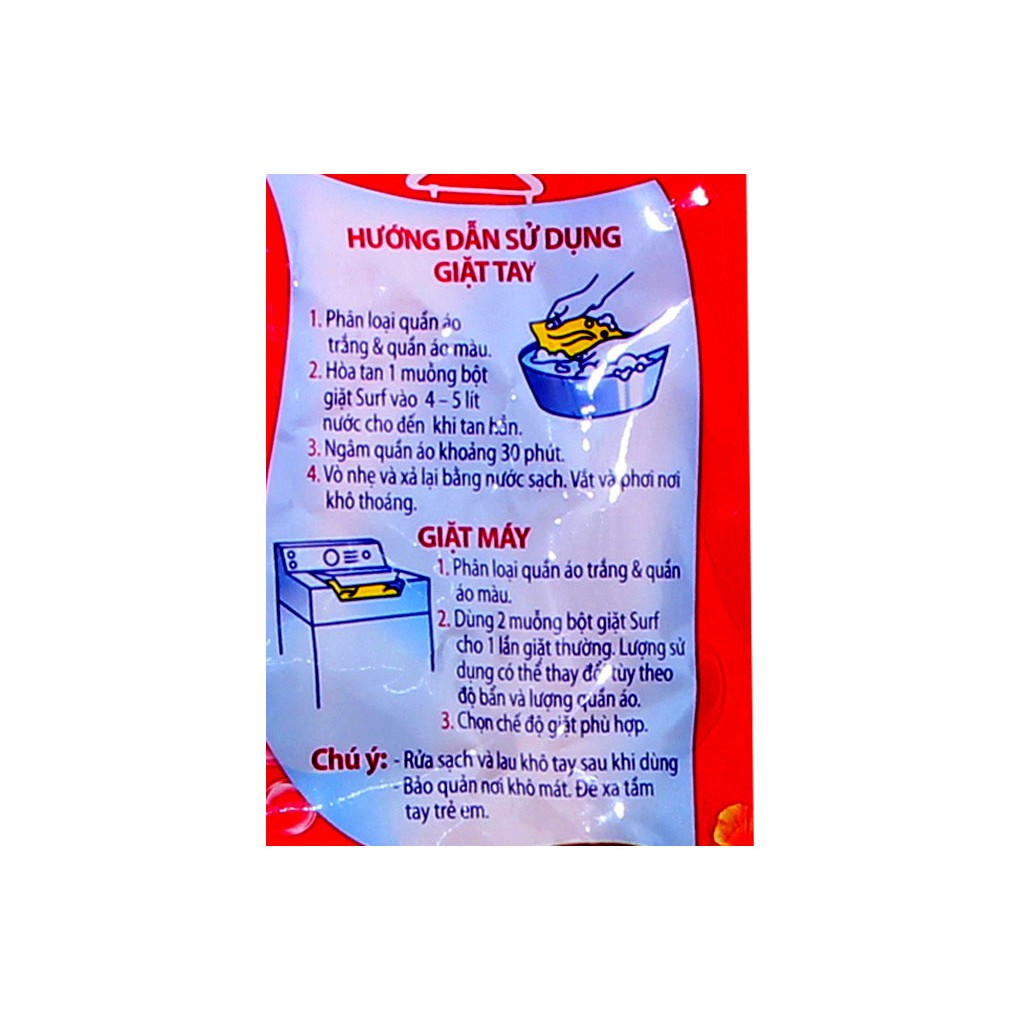 HƯỚNG DẪN SỬ DỤNG
GIẶT TAY
1. Phân loại quần áo
trắng & quần áo màu.
2. Hòa tan 1 muỗng bột
giặt Surf vào 4 – 5 lít
nước cho đến khi tan hẳn.
3. Ngâm quần áo khoảng 30 phút.
4. Vò nhẹ và xả lại bằng nước sạch. Vắt và phơi nơi
khô thoáng.
GIẶT MÁY
1. Phân loại quần áo trắng & quần
áo màu.
2. Dùng 2 muỗng bột giặt Surf
cho 1 lần giặt thường. Lượng sử
dụng có thể thay đổi tùy theo
độ bẩn và lượng quần áo.
3. Chọn chế độ giặt phù hợp.
Chú ý: - Rửa sạch và lau khô tay sau khi dùng
- Bảo quản nơi khô mát. Để xa tầm
tay trẻ em.